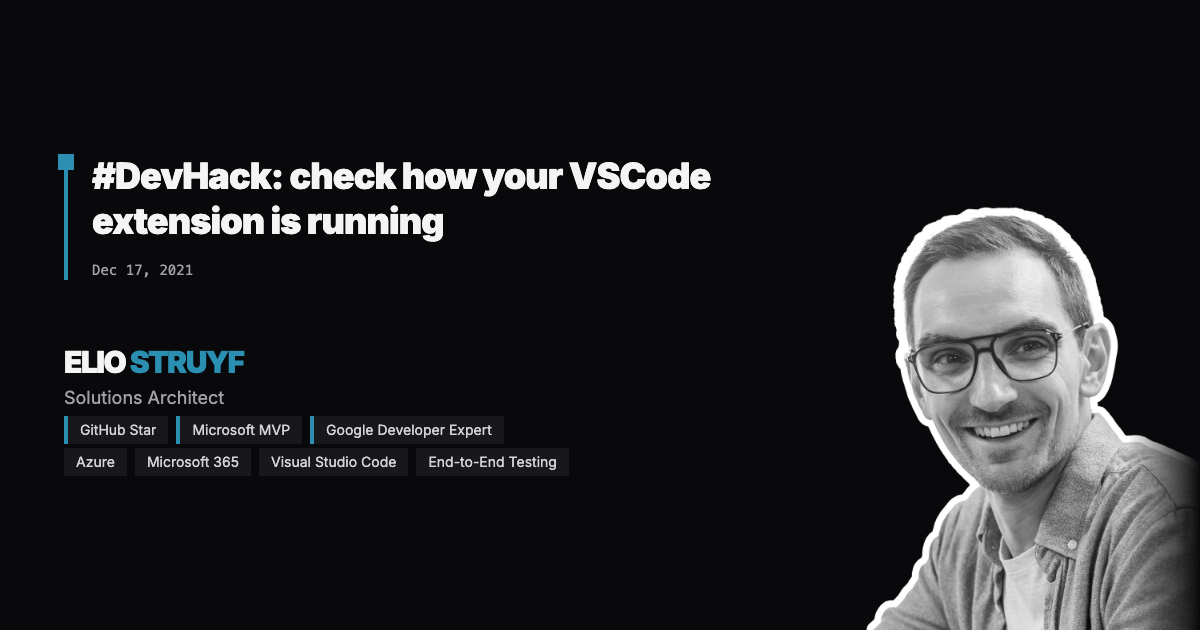 #DevHack: check how your VSCode
extension is running
Dec 17, 2021
ELIO STRUYF
Solutions Architect
GitHub Star Microsoft MVP Google Developer Expert
Azure Microsoft 365 Visual Studio Code End-to-End Testing